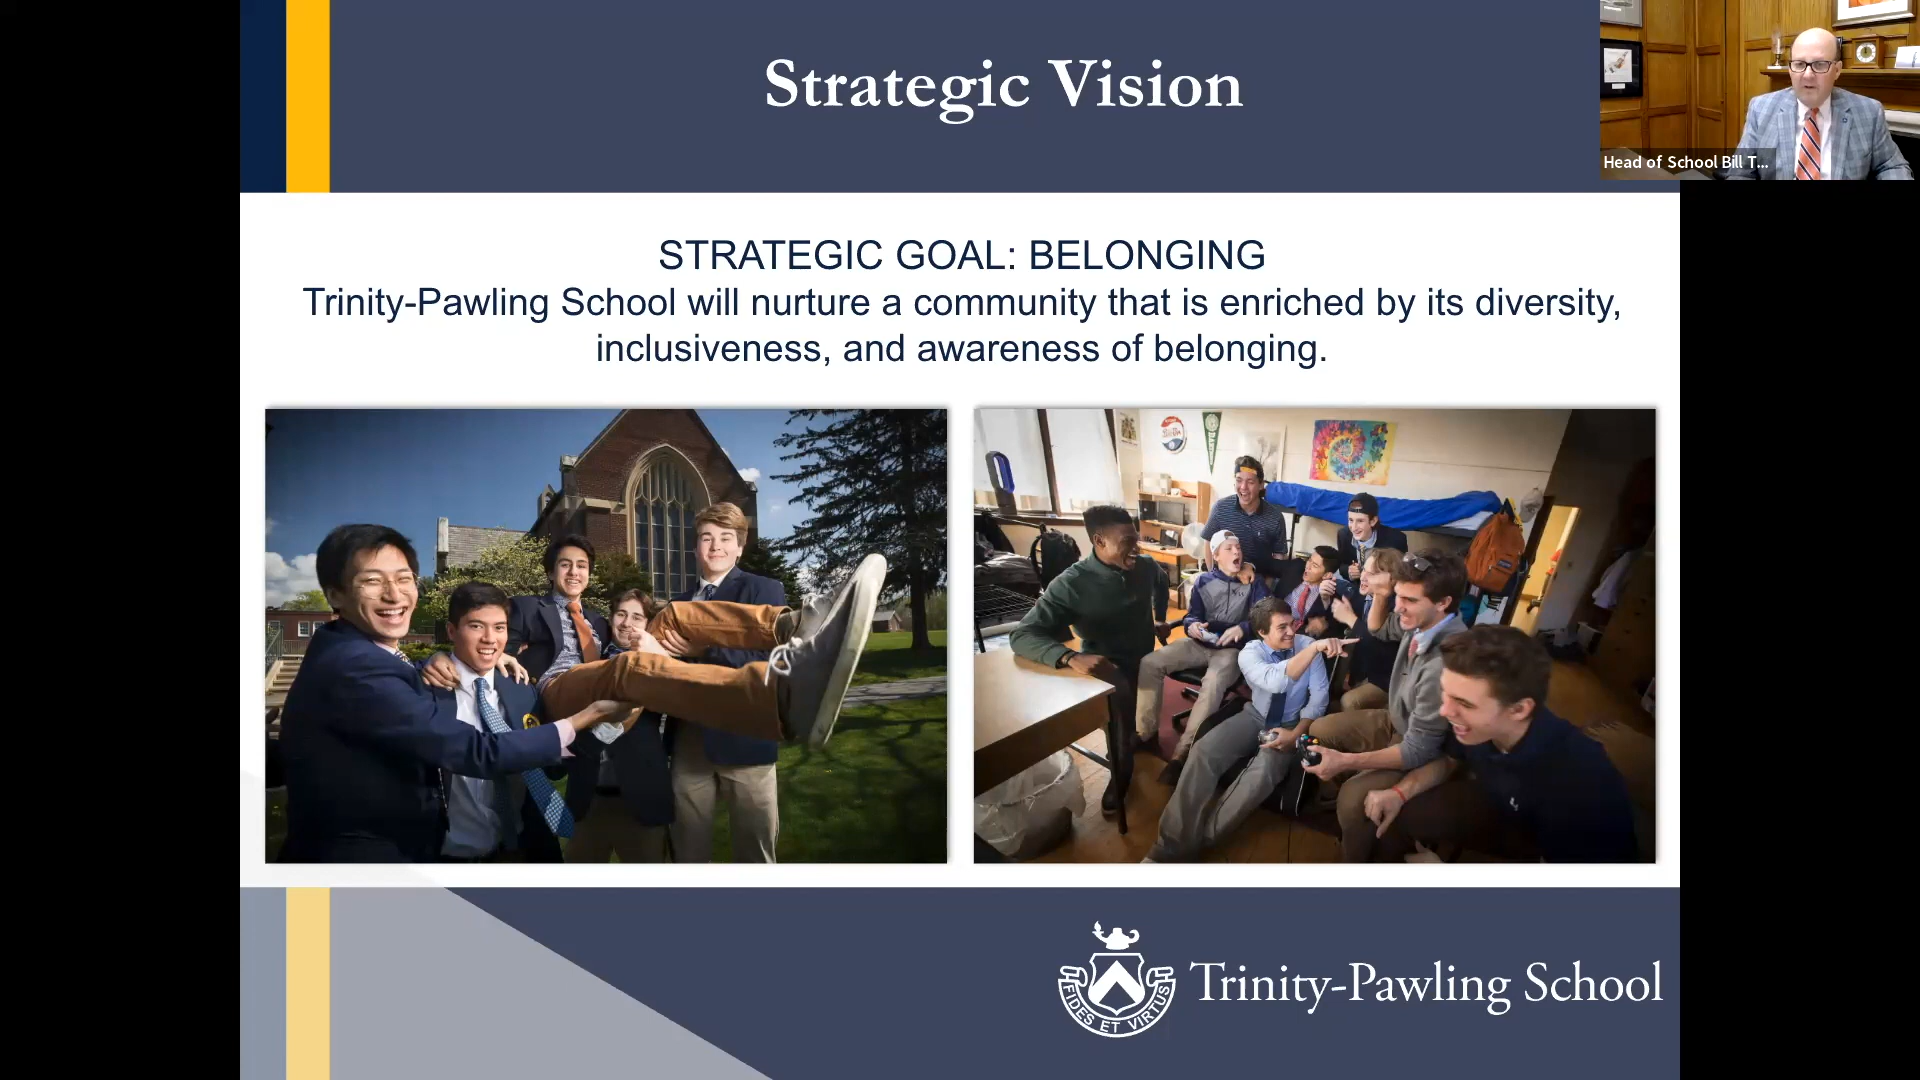 Strategic Vision
Head of School Bill T...
STRATEGIC GOAL: BELONGING
Trinity-Pawling School will nurture a community that is enriched by its diversity,
inclusiveness, and awareness of belonging.
FIDES ET VIRTUS
Trinity-Pawling School